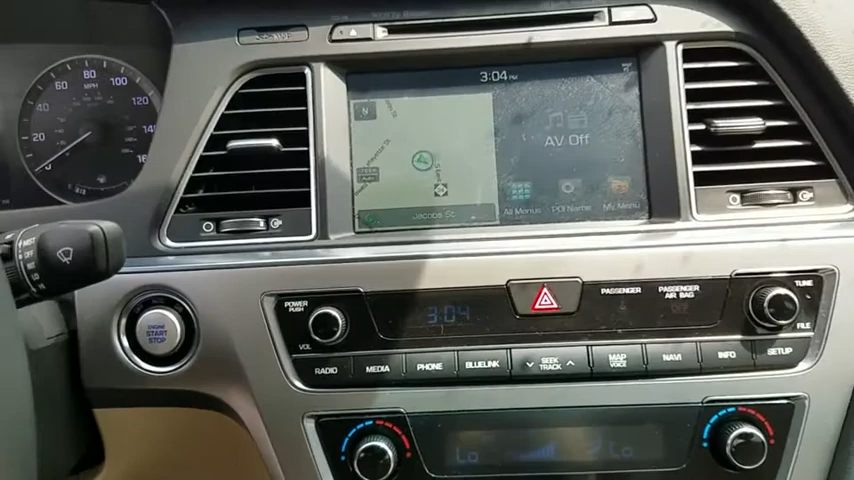 3:04 PM
N
AV Off
Jacobs St
All Menus
POI Name
My Menu
80
60
100
MPH
40
120
20
140
ENGINE
START
STOP
POWER
PUSH
VOL
3:04
PASSENGER
PASSENGER
AIR BAG
TUNE
FILE
RADIO
MEDIA
PHONE
BLUELINK
SEEK
TRACK
MAP
VOICE
NAVI
INFO
SETUP
Lo
Lo